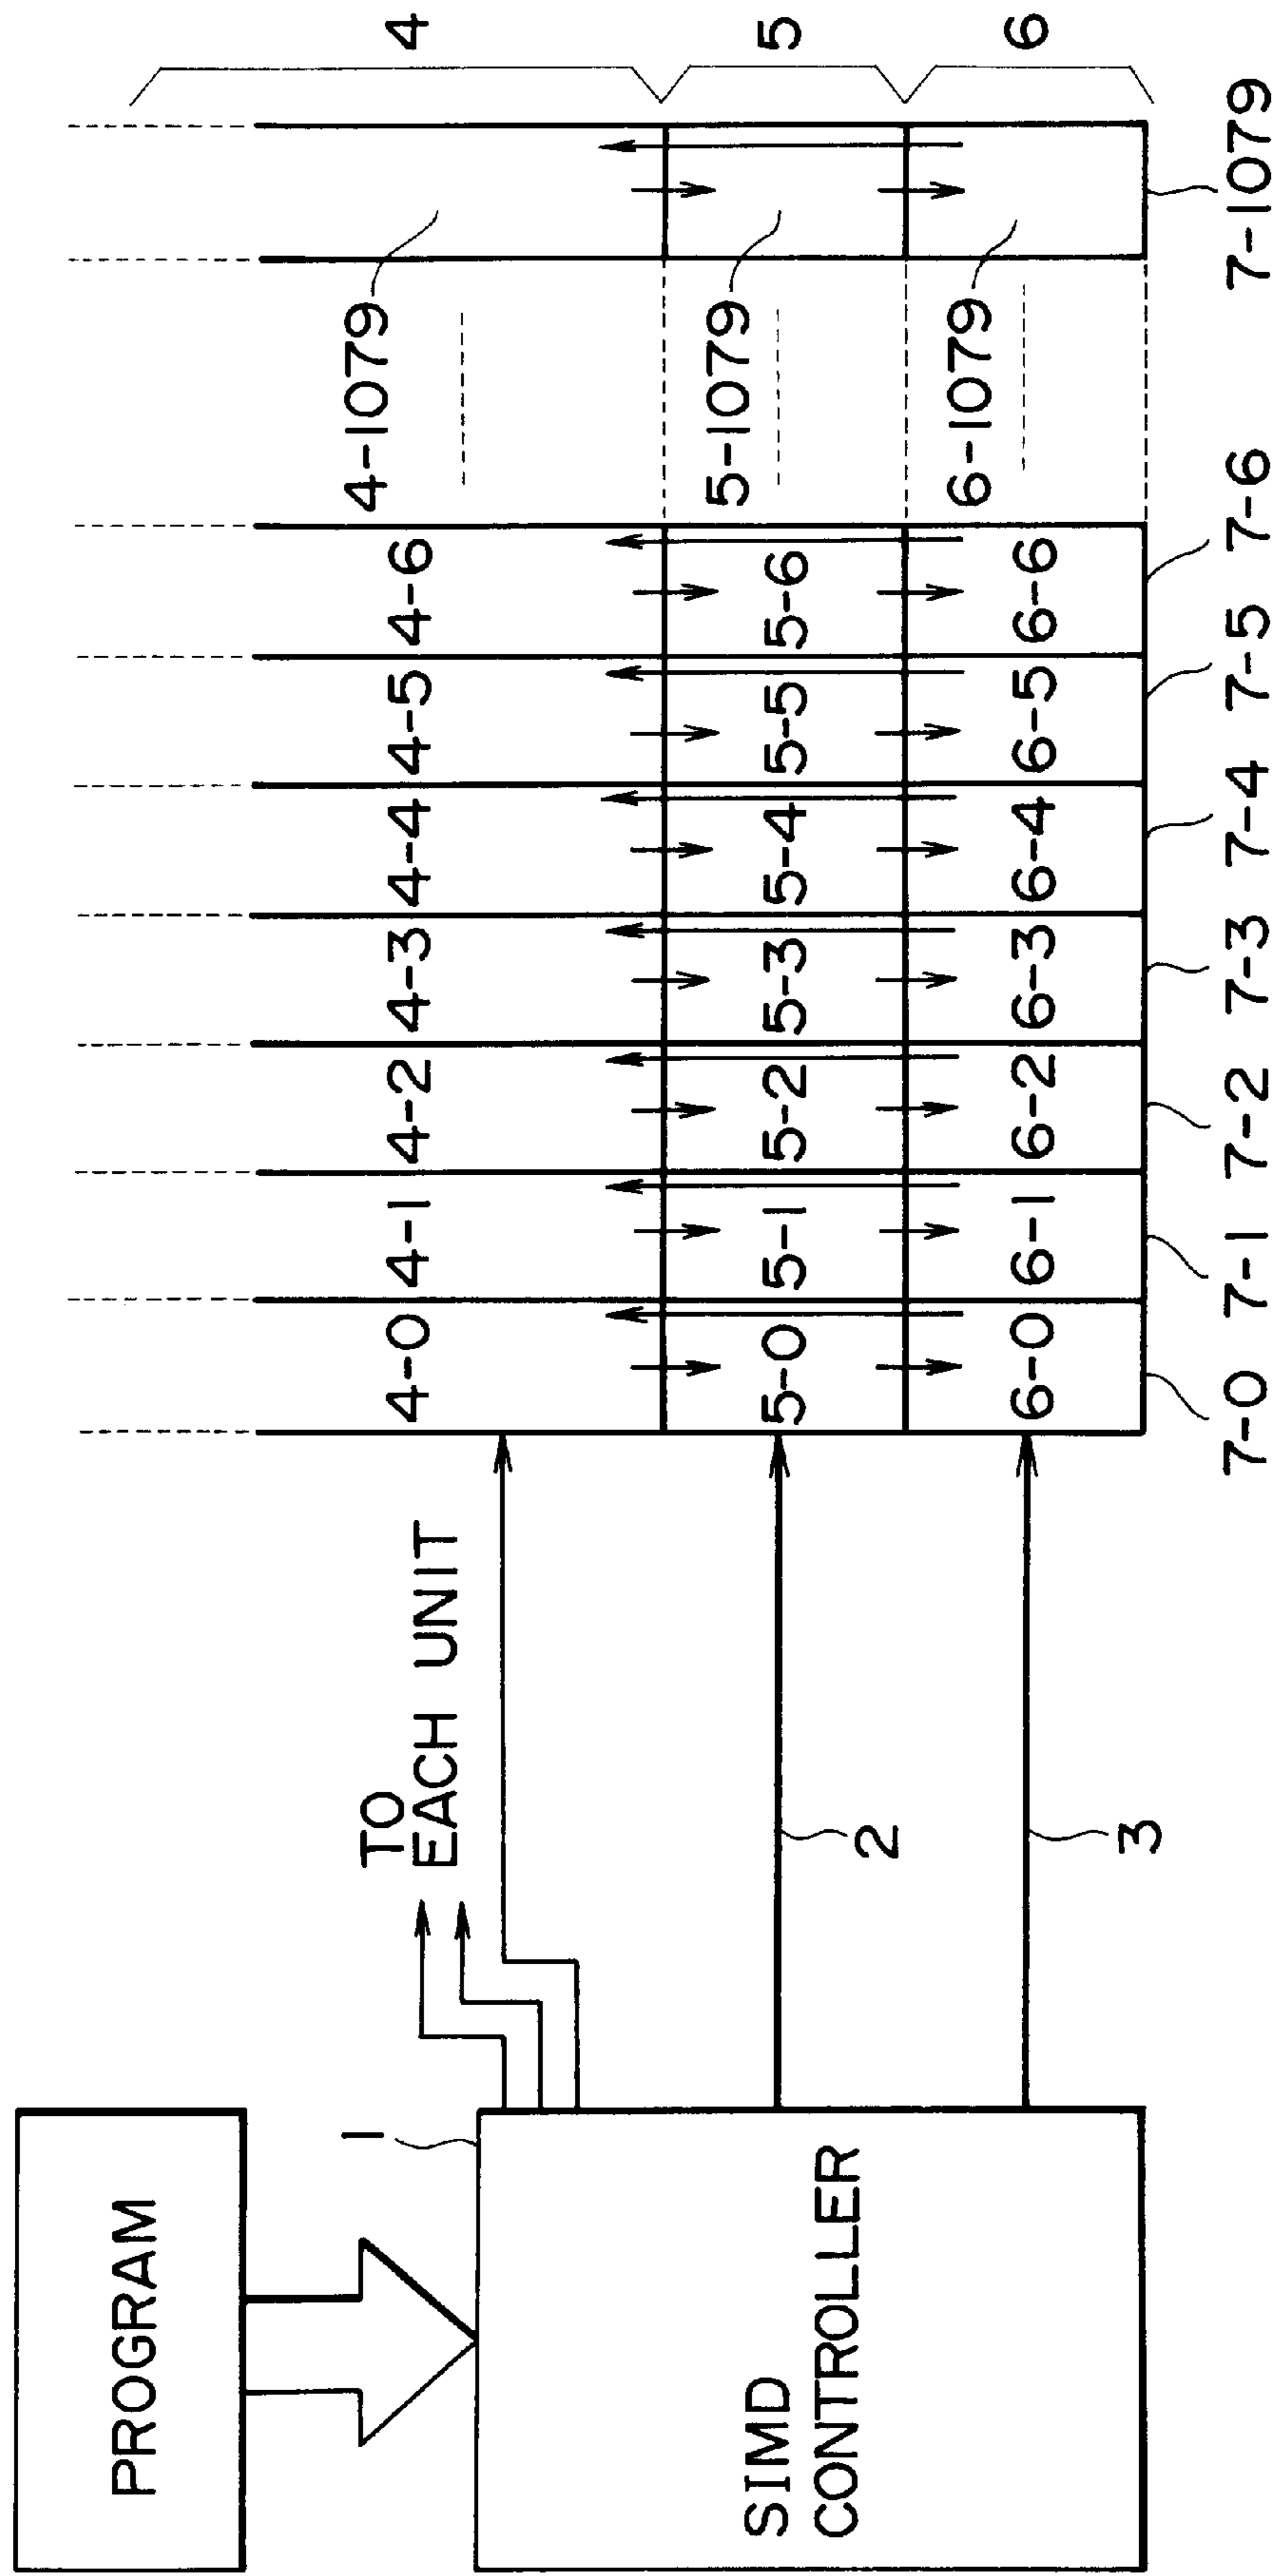 PROGRAM
1
SIMD
CONTROLLER
TO
EACH UNIT
2
3
4-0 4-1 4-2 4-3 4-4 4-5 4-6 4-1079 4
5-0 5-1 5-2 5-3 5-4 5-5 5-6 5-1079 5
6-0 6-1 6-2 6-3 6-4 6-5 6-6 6-1079 6
7-0 7-1 7-2 7-3 7-4 7-5 7-6 7-1079